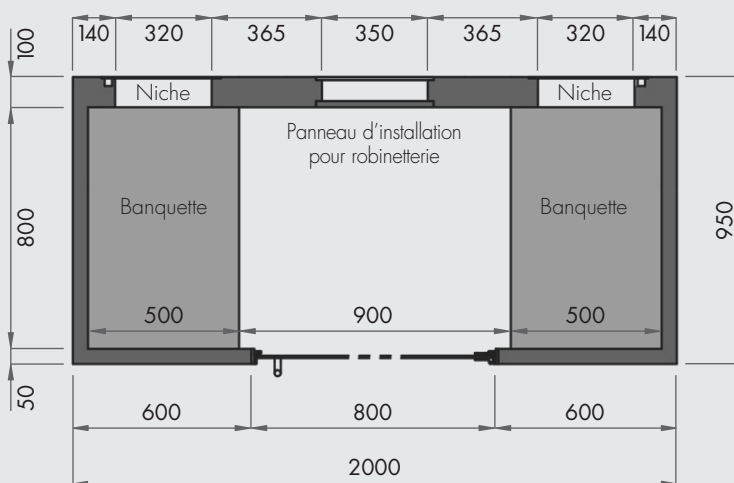 140 320 365 350 365 320 140
100
Niche Niche
Panneau d’installation
pour robinetterie
Banquette Banquette
800
950
500 900 500
50
600 800 600
2000